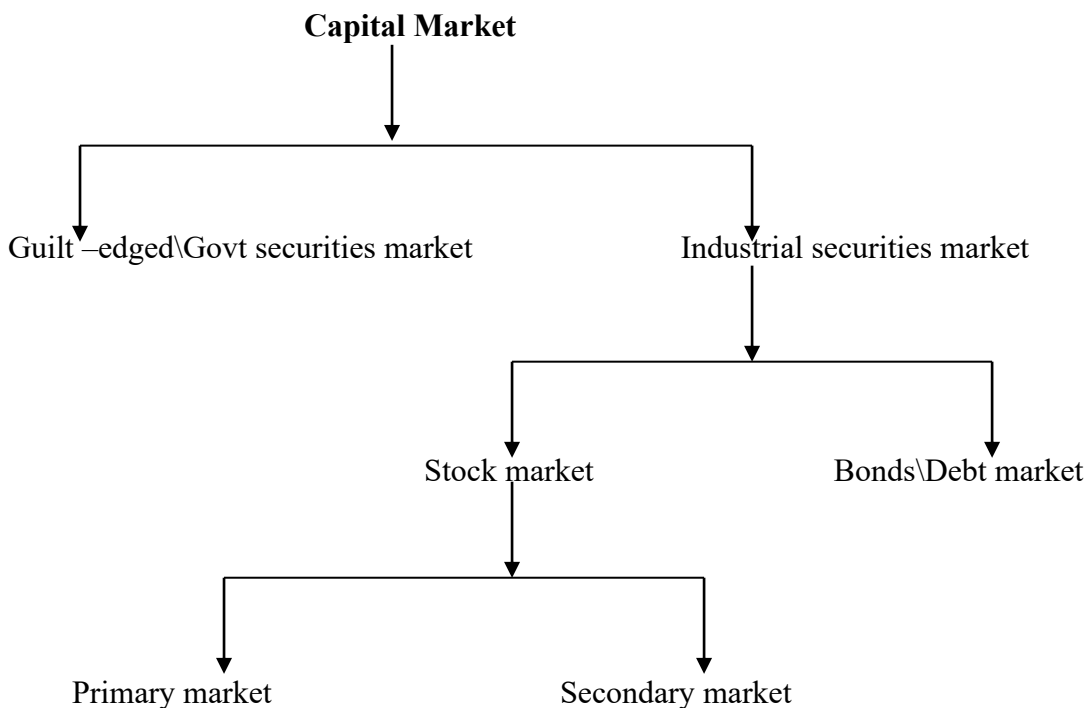 Capital Market
Guilt –edged\Govt securities market
Industrial securities market
Stock market
Bonds\Debt market
Primary market
Secondary market